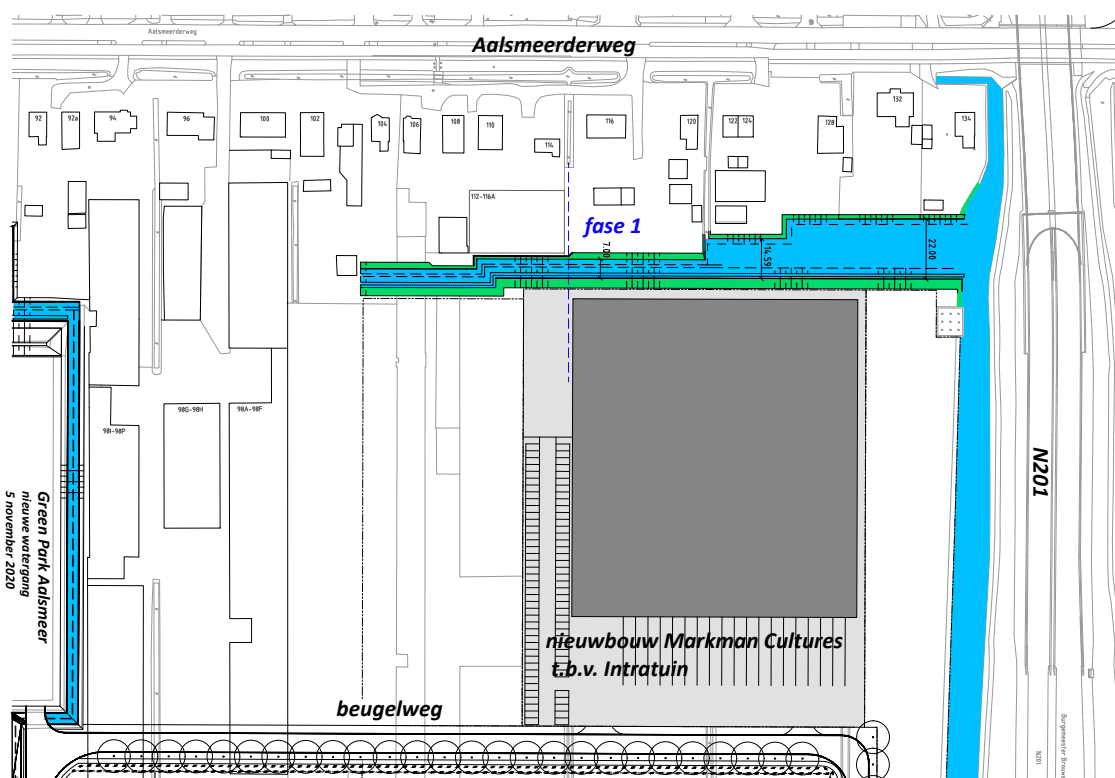 Aalsmeerderweg
Aalsmeerderweg
92
92a
94
96
100
102
104
106
108
110
114
116
120
122
124
128
132
134
112-116A
fase 1
7.00
14.59
22.00
98G-98H
98A-98F
98I-98P
N201
Green Park Aalsmeer
nieuwe watergang
5 november 2020
nieuwbouw Markman Cultures
t.b.v. Intratuin
beugelweg
N201